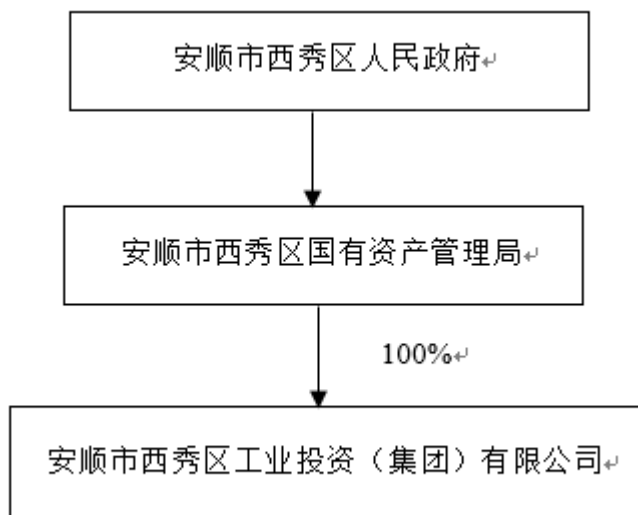 安顺市西秀区人民政府
安顺市西秀区国有资产管理局
100%
安顺市西秀区工业投资（集团）有限公司